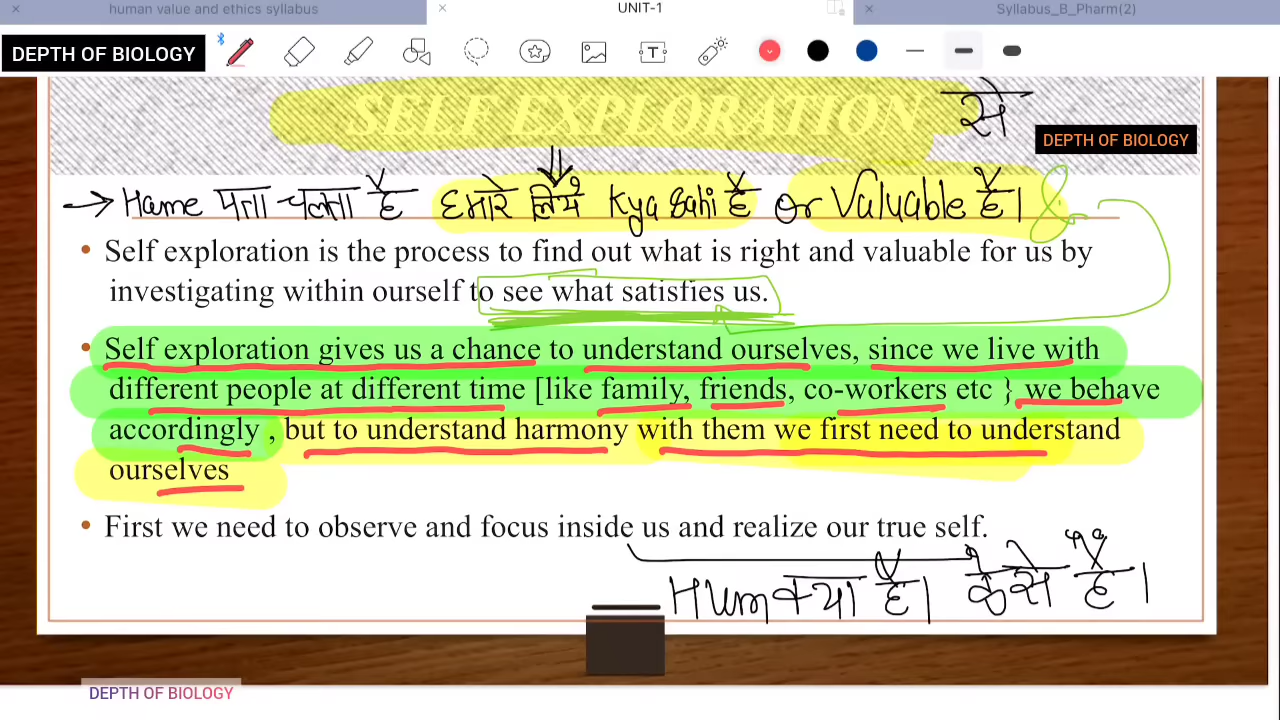 human value and ethics syllabus
UNIT-1
Syllabus_B_Pharm(2)
DEPTH OF BIOLOGY
SELF EXPLORATION
से
DEPTH OF BIOLOGY
→ Hame पता चलता है हमारे लिये Kya Sahi है or Valuable है। &
• Self exploration is the process to find out what is right and valuable for us by
investigating within ourself to see what satisfies us.
• Self exploration gives us a chance to understand ourselves, since we live with
different people at different time [like family, friends, co-workers etc } we behave
accordingly , but to understand harmony with them we first need to understand
ourselves
• First we need to observe and focus inside us and realize our true self.
Hum क्या है। कैसे हैं।
DEPTH OF BIOLOGY